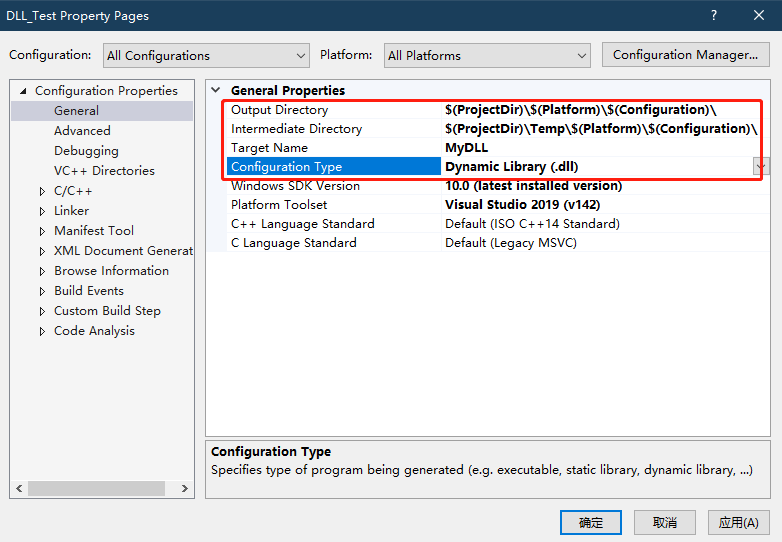 DLL_Test Property Pages
Configuration: All Configurations Platform: All Platforms Configuration Manager...
Configuration Properties
General
Advanced
Debugging
VC++ Directories
C/C++
Linker
Manifest Tool
XML Document Generat
Browse Information
Build Events
Custom Build Step
Code Analysis
General Properties
Output Directory $(ProjectDir)\$(Platform)\$(Configuration)\
Intermediate Directory $(ProjectDir)\Temp\$(Platform)\$(Configuration)\
Target Name MyDLL
Configuration Type Dynamic Library (.dll)
Windows SDK Version 10.0 (latest installed version)
Platform Toolset Visual Studio 2019 (v142)
C++ Language Standard Default (ISO C++14 Standard)
C Language Standard Default (Legacy MSVC)
Configuration Type
Specifies type of program being generated (e.g. executable, static library, dynamic library, ...)
确定 取消 应用(A)